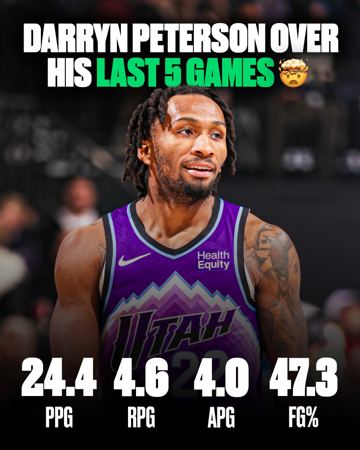 DARRYN PETERSON OVER
HIS LAST 5 GAMES 🤯
Health
Equity
UTAH
22
24.4 4.6 4.0 47.3
PPG RPG APG FG%